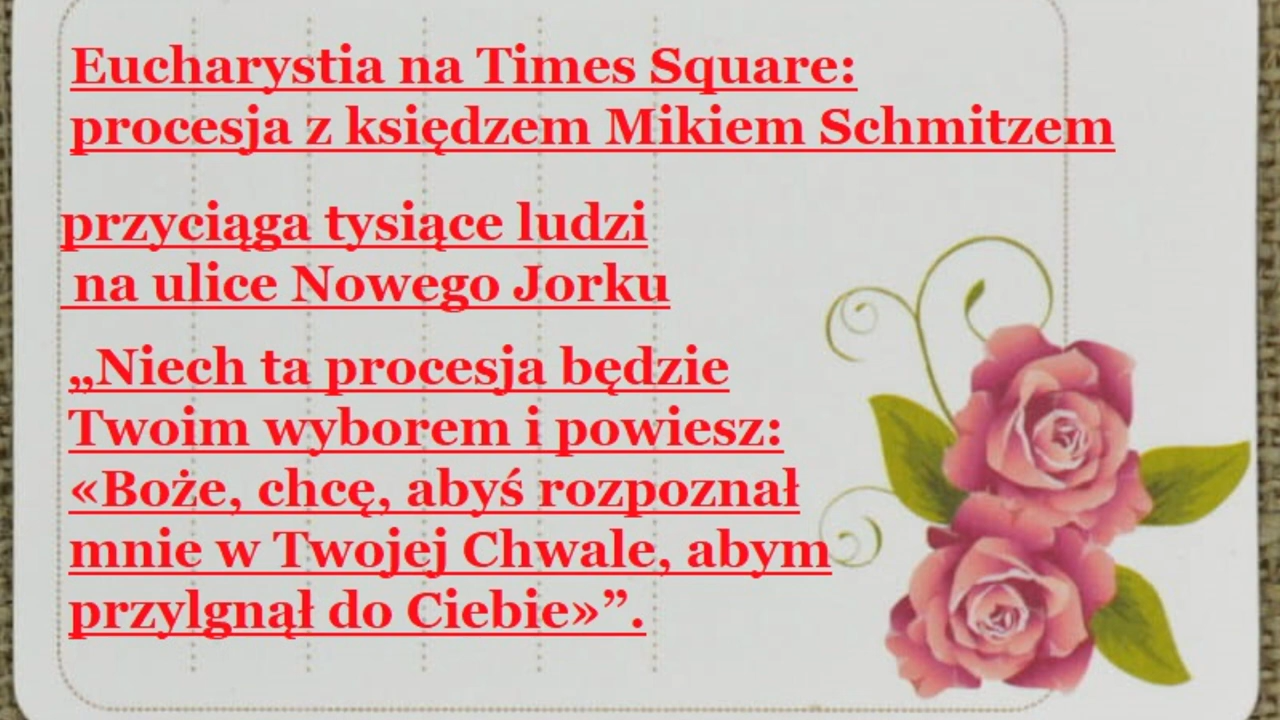 Eucharystia na Times Square:
procesja z księdzem Mikiem Schmitzem
przyciąga tysiące ludzi
na ulice Nowego Jorku
„Niech ta procesja będzie
Twoim wyborem i powiesz:
«Boże, chcę, abyś rozpoznał
mnie w Twojej Chwale, abym
przylgnął do Ciebie»”.